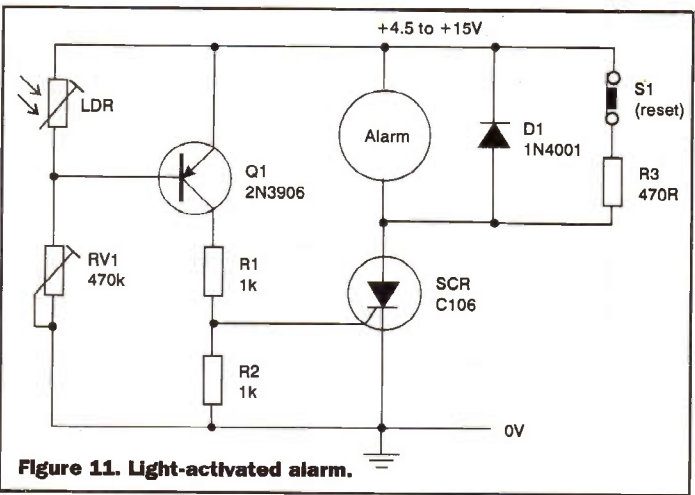 +4.5 to +15V
LDR
Alarm
D1
1N4001
S1
(reset)
Q1
2N3906
R3
470R
RV1
470k
R1
1k
SCR
C106
R2
1k
0V
Figure 11. Light-activated alarm.